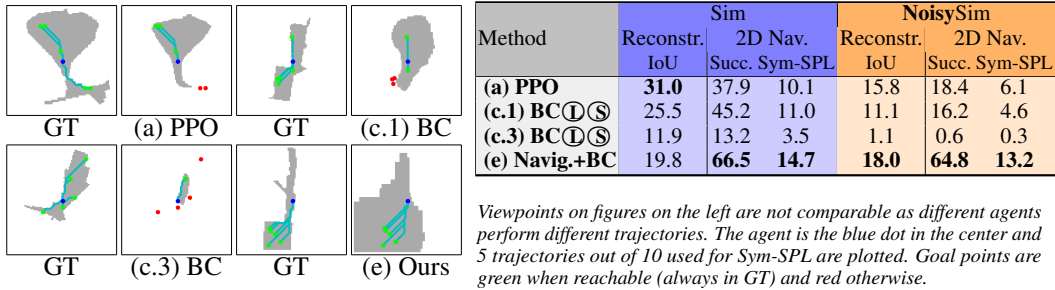 GT (a) PPO GT (c.1) BC
GT (c.3) BC GT (e) Ours
Sim NoisySim
Method Reconstr. 2D Nav. Reconstr. 2D Nav.
IoU Succ. Sym-SPL IoU Succ. Sym-SPL
(a) PPO 31.0 37.9 10.1 15.8 18.4 6.1
(c.1) BC Ⓛ Ⓢ 25.5 45.2 11.0 11.1 16.2 4.6
(c.3) BC Ⓛ Ⓢ 11.9 13.2 3.5 1.1 0.6 0.3
(e) Navig.+BC 19.8 66.5 14.7 18.0 64.8 13.2
Viewpoints on figures on the left are not comparable as different agents
perform different trajectories. The agent is the blue dot in the center and
5 trajectories out of 10 used for Sym-SPL are plotted. Goal points are
green when reachable (always in GT) and red otherwise.